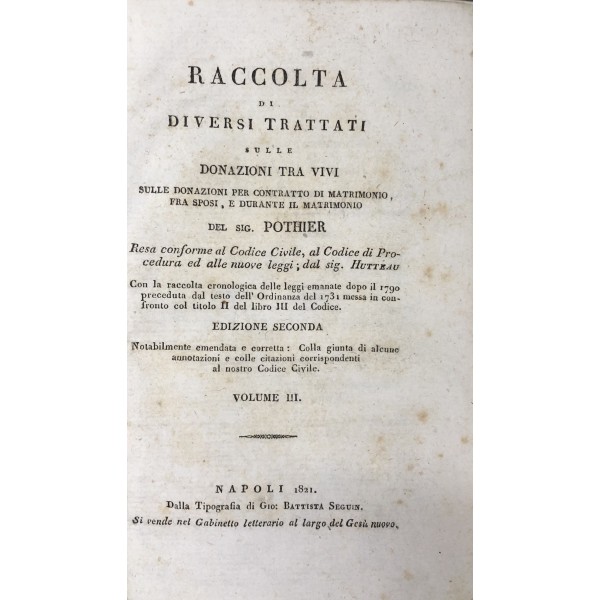 RACCOLTA
DI
DIVERSI TRATTATI
SULLE
DONAZIONI TRA VIVI
SULLE DONAZIONI PER CONTRATTO DI MATRIMONIO,
FRA SPOSI, E DURANTE IL MATRIMONIO
DEL SIG. POTHIER
Resa conforme al Codice Civile, al Codice di Pro-
cedura ed alle nuove leggi; dal sig. HUTTEAU
Con la raccolta cronologica delle leggi emanate dopo il 1790
preceduta dal testo dell' Ordinanza del 1731 messa in con-
fronto col titolo II del libro III del Codice.
EDIZIONE SECONDA
Notabilmente emendata e corretta: Colla giunta di alcune
annotazioni e colle citazioni corrispondenti
al nostro Codice Civile.
VOLUME III.
NAPOLI 1821.
Dalla Tipografia di GIO: BATTISTA SEGUIN.
Si vende nel Gabinetto letterario al largo del Gesù nuovo.